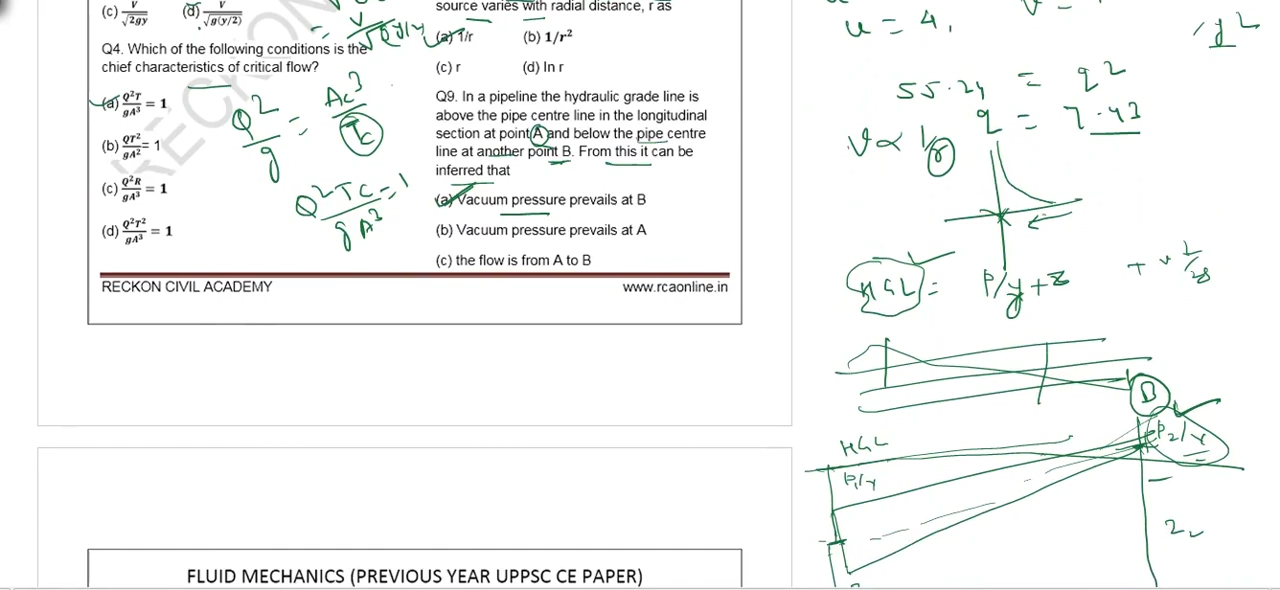 (c) V/√2gy (d) V/√g(y/2)
Q4. Which of the following conditions is the chief characteristics of critical flow?
(a) Q²T/gA³ = 1
(b) QT²/gA² = 1
(c) Q²R/gA³ = 1
(d) Q²T²/gA³ = 1
Q²/g = Ac³/Tc
Q²Tc/gA³ = 1
source varies with radial distance, r as
(a) 1/r (b) 1/r²
(c) r (d) ln r
Q9. In a pipeline the hydraulic grade line is
above the pipe centre line in the longitudinal
section at point A and below the pipe centre
line at another point B. From this it can be
inferred that
(a) Vacuum pressure prevails at B
(b) Vacuum pressure prevails at A
(c) the flow is from A to B
RECKON CIVIL ACADEMY www.rcaonline.in
FLUID MECHANICS (PREVIOUS YEAR UPPSC CE PAPER)
RECKON
u = 4,
55.24 = q²
q = 7.43
V ∝ 1/r
HGL = P/γ + Z + v²/2g
B
HGL
P₁/γ
P₂/γ
Z₂